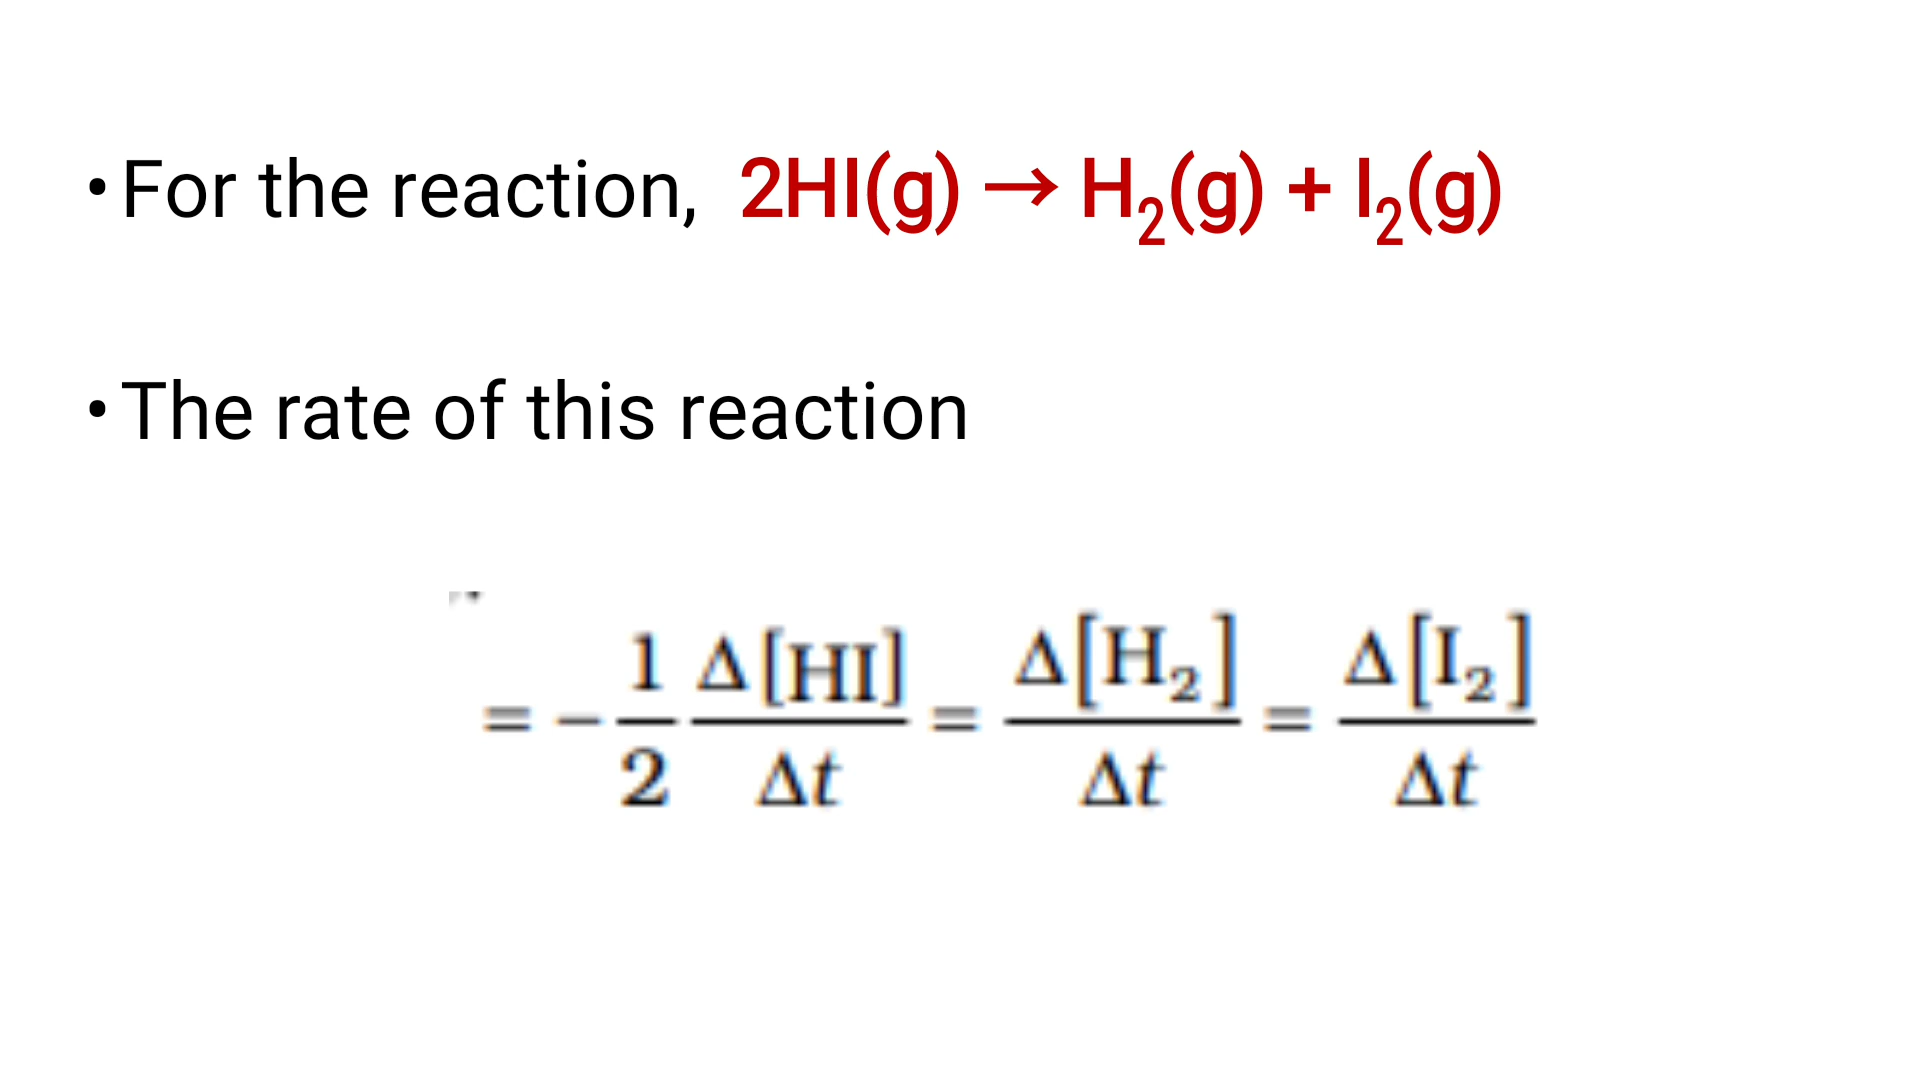 • For the reaction, 2HI(g) → H₂(g) + I₂(g)
• The rate of this reaction
= − 1/2 Δ[HI]/Δt = Δ[H₂]/Δt = Δ[I₂]/Δt